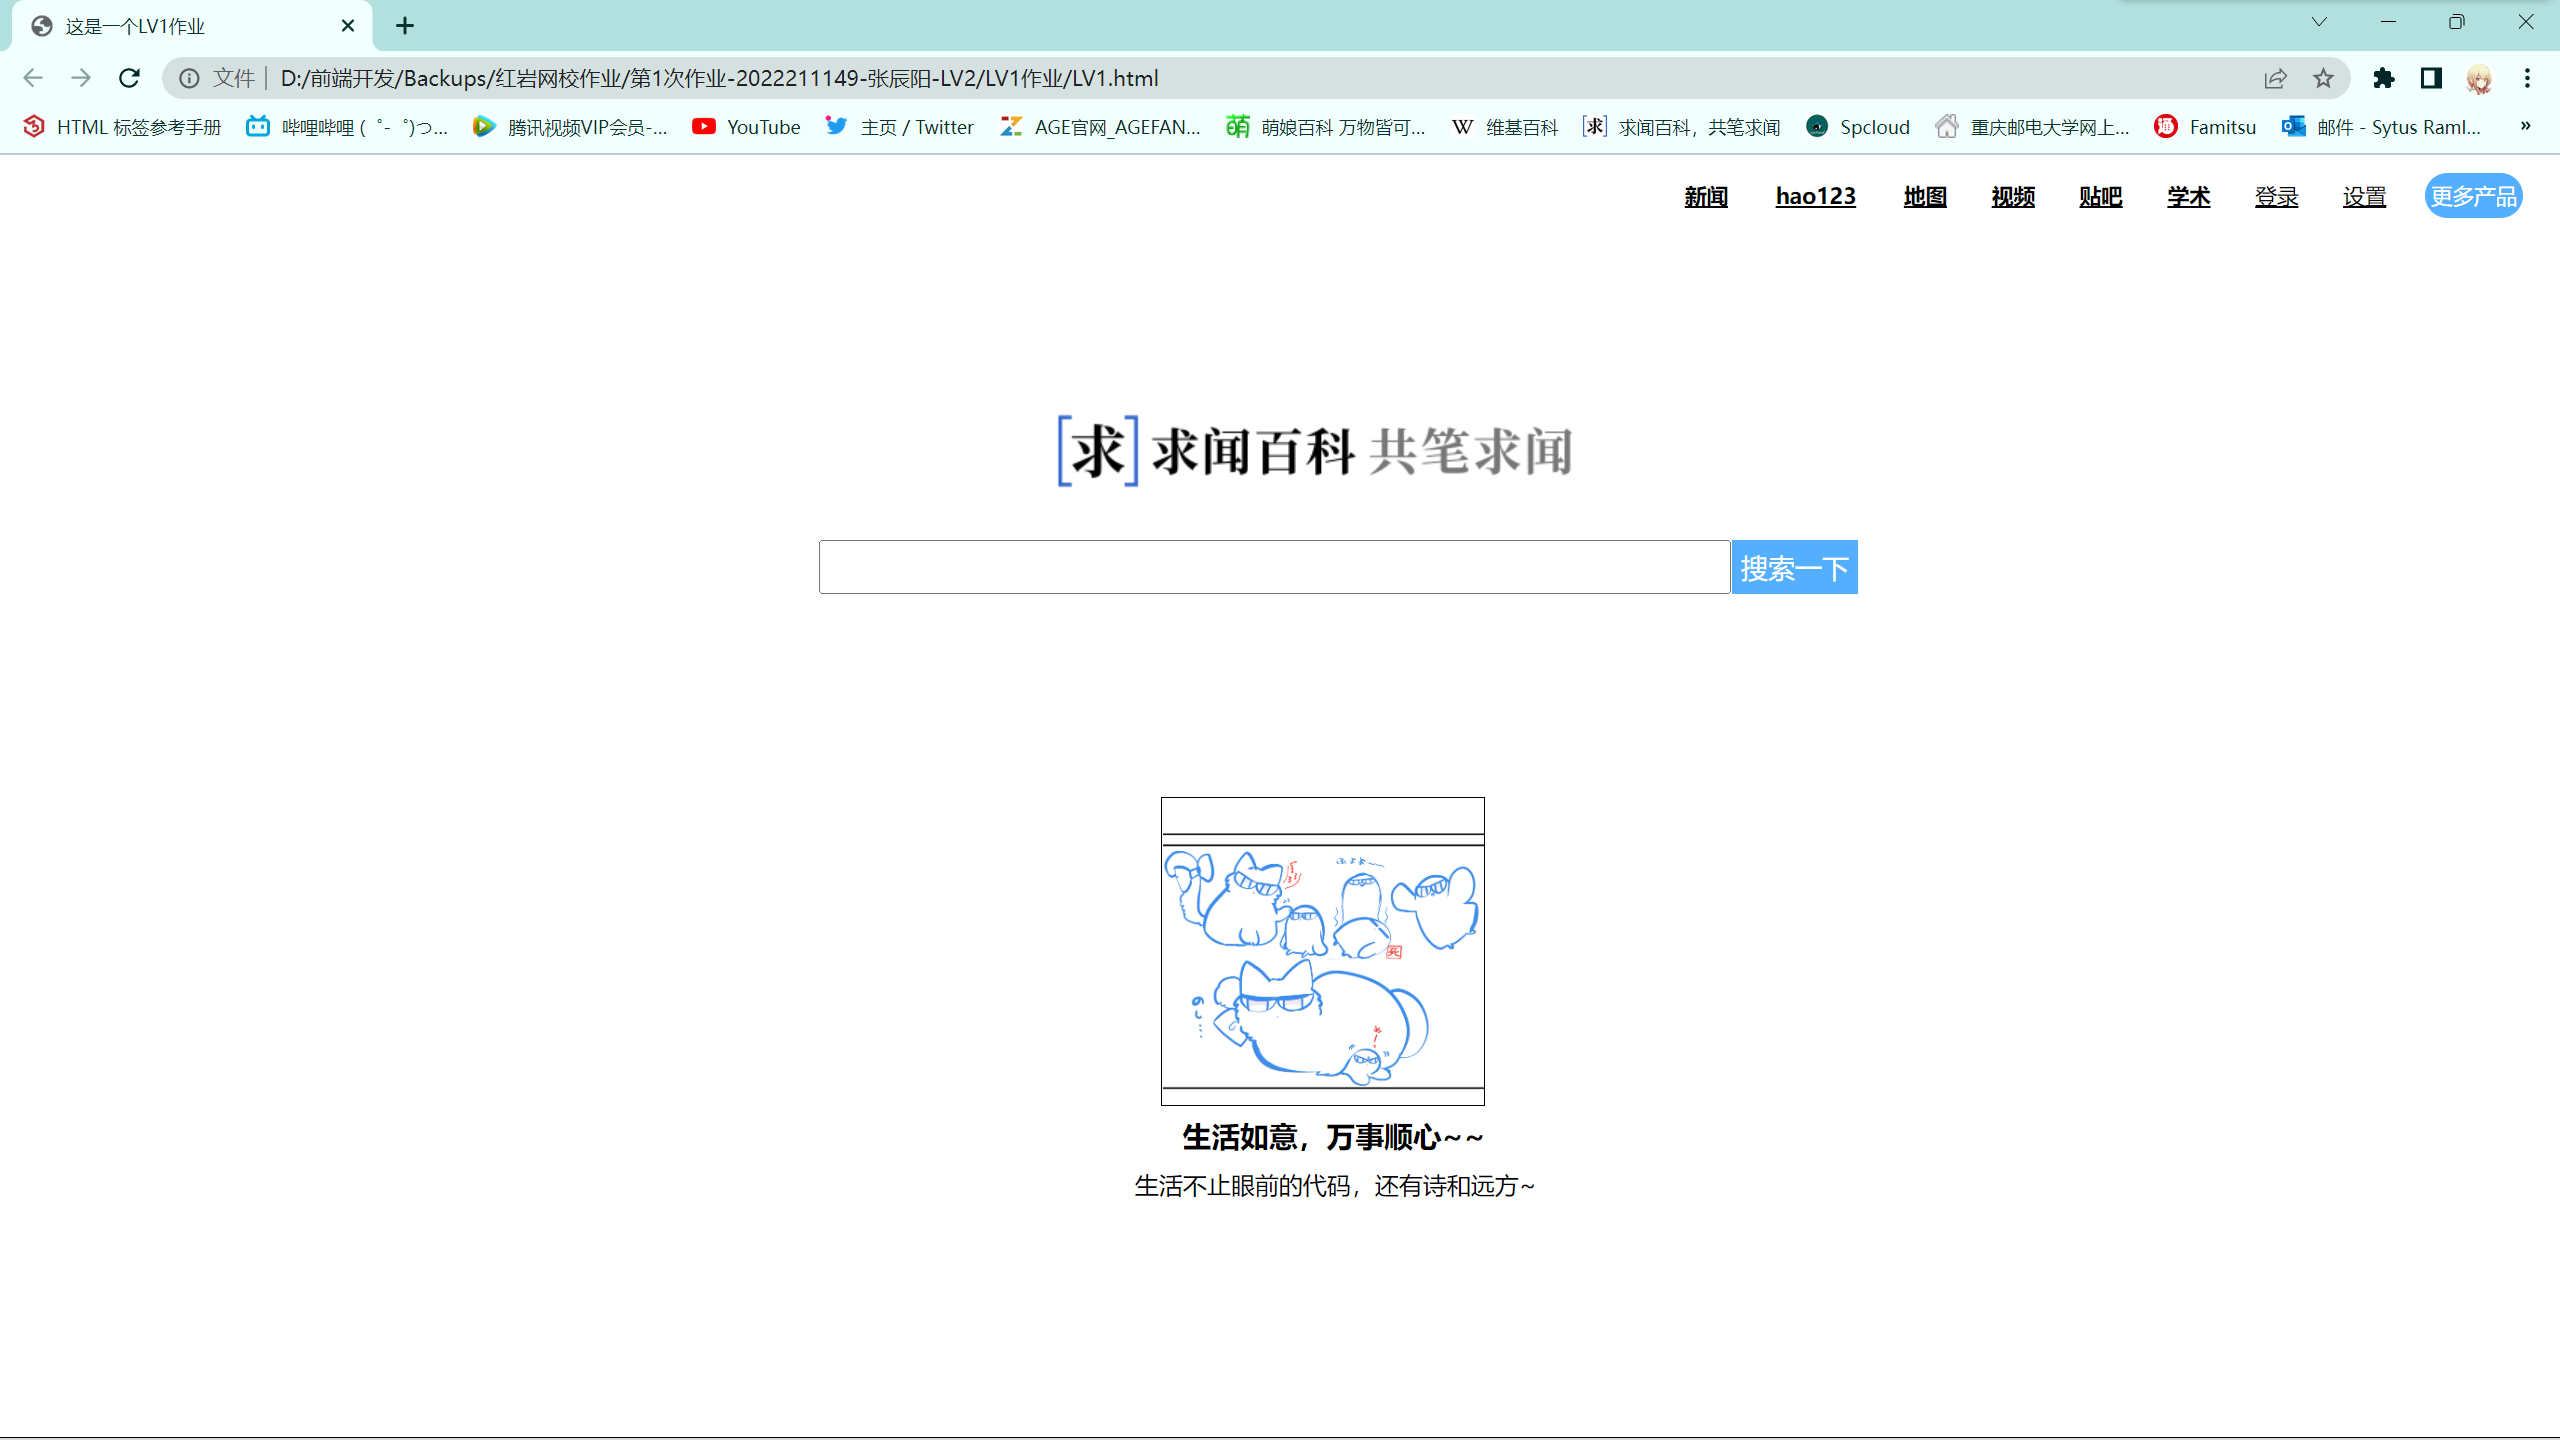 这是一个LV1作业
文件 D:/前端开发/Backups/红岩网校作业/第1次作业-2022211149-张辰阳-LV2/LV1作业/LV1.html
HTML 标签参考手册 哔哩哔哩 ( ゜- ゜)つ... 腾讯视频VIP会员-... YouTube 主页 / Twitter AGE官网_AGEFAN... 萌娘百科 万物皆可... 维基百科 求闻百科，共笔求闻 Spcloud 重庆邮电大学网上... Famitsu 邮件 - Sytus Raml... »
新闻 hao123 地图 视频 贴吧 学术 登录 设置 更多产品
[求] 求闻百科 共笔求闻
搜索一下
死
のし…
生活如意，万事顺心~~
生活不止眼前的代码，还有诗和远方~